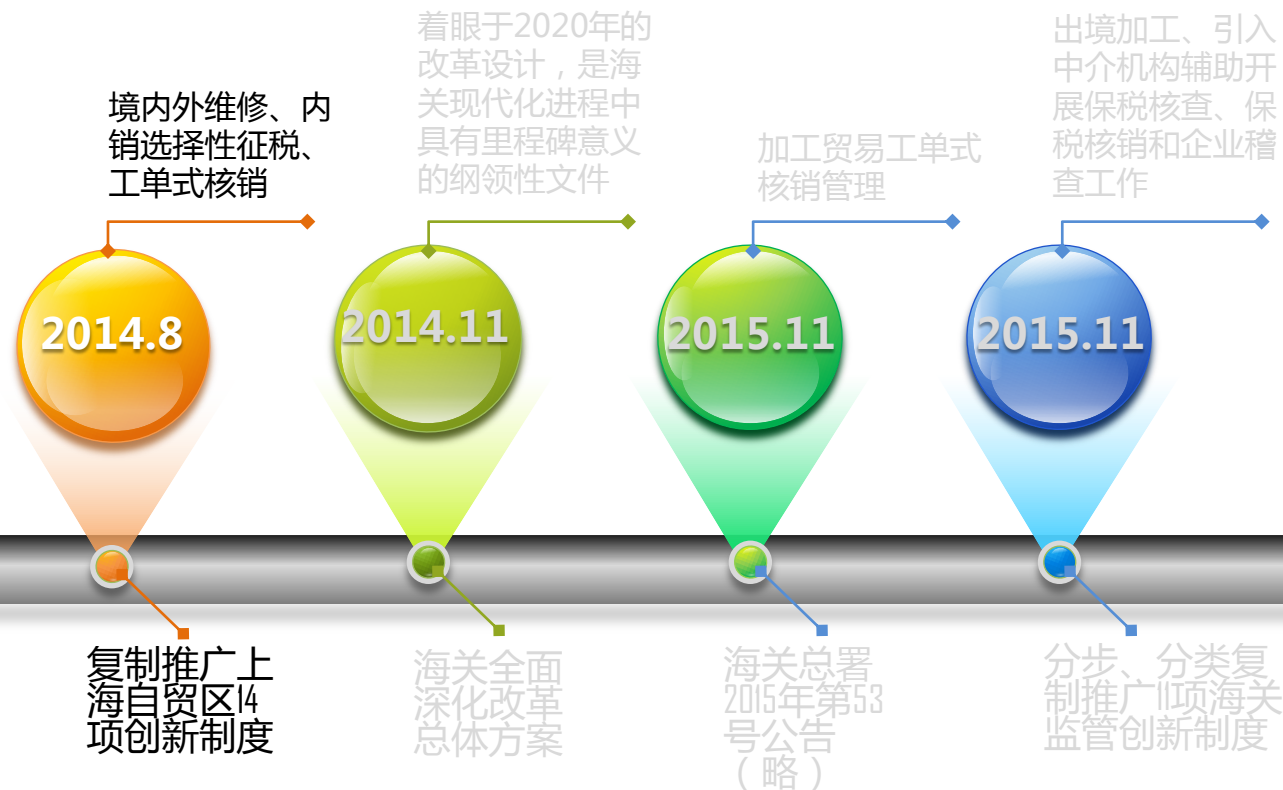 境内外维修、内
销选择性征税、
工单式核销
2014.8
复制推广上
海自贸区14
项创新制度
着眼于2020年的
改革设计，是海
关现代化进程中
具有里程碑意义
的纲领性文件
2014.11
海关全面
深化改革
总体方案
加工贸易工单式
核销管理
2015.11
海关总署
2015年第53
号公告
（略）
出境加工、引入
中介机构辅助开
展保税核查、保
税核销和企业稽
查工作
2015.11
分步、分类复
制推广11项海关
监管创新制度